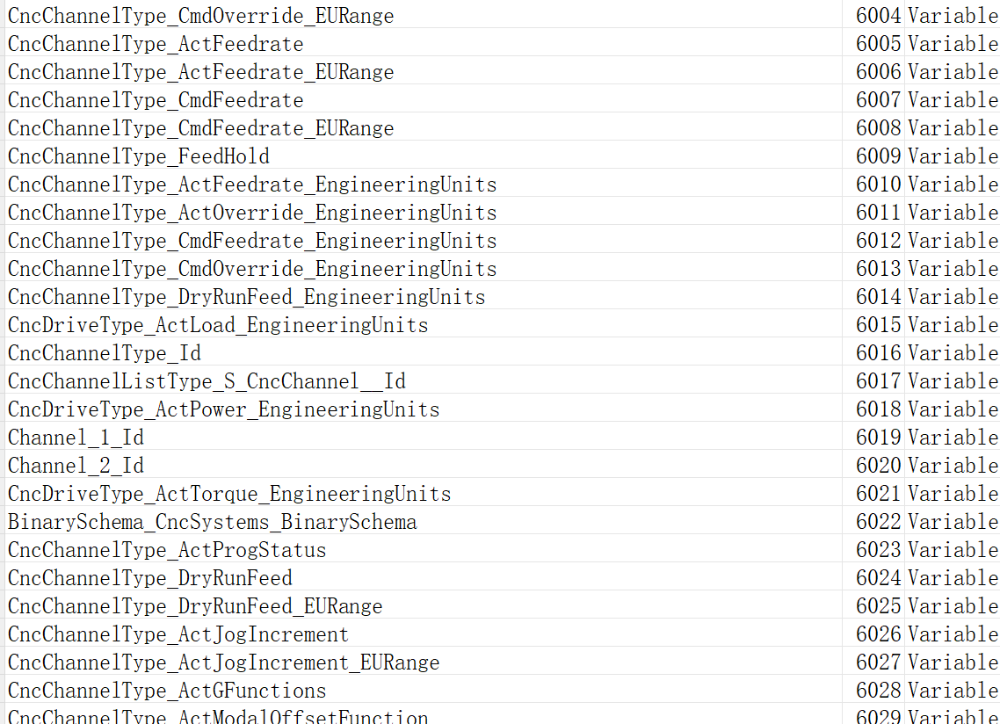 CncChannelType_CmdOverride_EURange 6004 Variable
CncChannelType_ActFeedrate 6005 Variable
CncChannelType_ActFeedrate_EURange 6006 Variable
CncChannelType_CmdFeedrate 6007 Variable
CncChannelType_CmdFeedrate_EURange 6008 Variable
CncChannelType_FeedHold 6009 Variable
CncChannelType_ActFeedrate_EngineeringUnits 6010 Variable
CncChannelType_ActOverride_EngineeringUnits 6011 Variable
CncChannelType_CmdFeedrate_EngineeringUnits 6012 Variable
CncChannelType_CmdOverride_EngineeringUnits 6013 Variable
CncChannelType_DryRunFeed_EngineeringUnits 6014 Variable
CncDriveType_ActLoad_EngineeringUnits 6015 Variable
CncChannelType_Id 6016 Variable
CncChannelListType_S_CncChannel__Id 6017 Variable
CncDriveType_ActPower_EngineeringUnits 6018 Variable
Channel_1_Id 6019 Variable
Channel_2_Id 6020 Variable
CncDriveType_ActTorque_EngineeringUnits 6021 Variable
BinarySchema_CncSystems_BinarySchema 6022 Variable
CncChannelType_ActProgStatus 6023 Variable
CncChannelType_DryRunFeed 6024 Variable
CncChannelType_DryRunFeed_EURange 6025 Variable
CncChannelType_ActJogIncrement 6026 Variable
CncChannelType_ActJogIncrement_EURange 6027 Variable
CncChannelType_ActGFunctions 6028 Variable
CncChannelType_ActModalOffsetFunction 6029 Variable